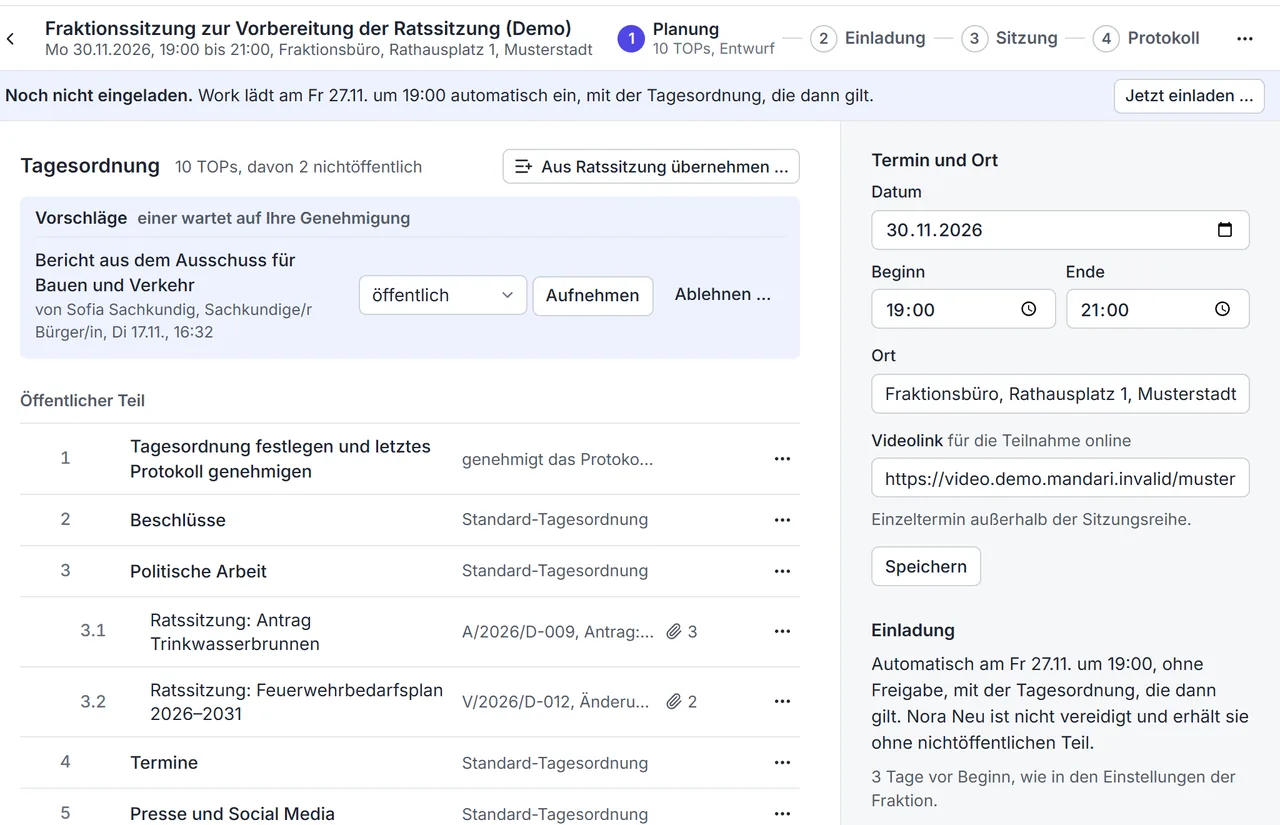 Fraktionssitzung zur Vorbereitung der Ratssitzung (Demo)
Mo 30.11.2026, 19:00 bis 21:00, Fraktionsbüro, Rathausplatz 1, Musterstadt
1 Planung
10 TOPs, Entwurf
2 Einladung
3 Sitzung
4 Protokoll
Noch nicht eingeladen. Work lädt am Fr 27.11. um 19:00 automatisch ein, mit der Tagesordnung, die dann gilt.
Jetzt einladen ...
Tagesordnung 10 TOPs, davon 2 nichtöffentlich
Aus Ratssitzung übernehmen ...
Vorschläge einer wartet auf Ihre Genehmigung
Bericht aus dem Ausschuss für
Bauen und Verkehr
von Sofia Sachkundig, Sachkundige/r
Bürger/in, Di 17.11., 16:32
öffentlich
Aufnehmen
Ablehnen ...
Öffentlicher Teil
1 Tagesordnung festlegen und letztes
Protokoll genehmigen
genehmigt das Protoko...
2 Beschlüsse Standard-Tagesordnung
3 Politische Arbeit Standard-Tagesordnung
3.1 Ratssitzung: Antrag
Trinkwasserbrunnen
A/2026/D-009, Antrag:... 3
3.2 Ratssitzung: Feuerwehrbedarfsplan
2026–2031
V/2026/D-012, Änderu... 2
4 Termine Standard-Tagesordnung
5 Presse und Social Media Standard-Tagesordnung
Termin und Ort
Datum
30.11.2026
Beginn Ende
19:00 21:00
Ort
Fraktionsbüro, Rathausplatz 1, Musterstadt
Videolink für die Teilnahme online
https://video.demo.mandari.invalid/muster
Einzeltermin außerhalb der Sitzungsreihe.
Speichern
Einladung
Automatisch am Fr 27.11. um 19:00, ohne
Freigabe, mit der Tagesordnung, die dann
gilt. Nora Neu ist nicht vereidigt und erhält sie
ohne nichtöffentlichen Teil.
3 Tage vor Beginn, wie in den Einstellungen der
Fraktion.